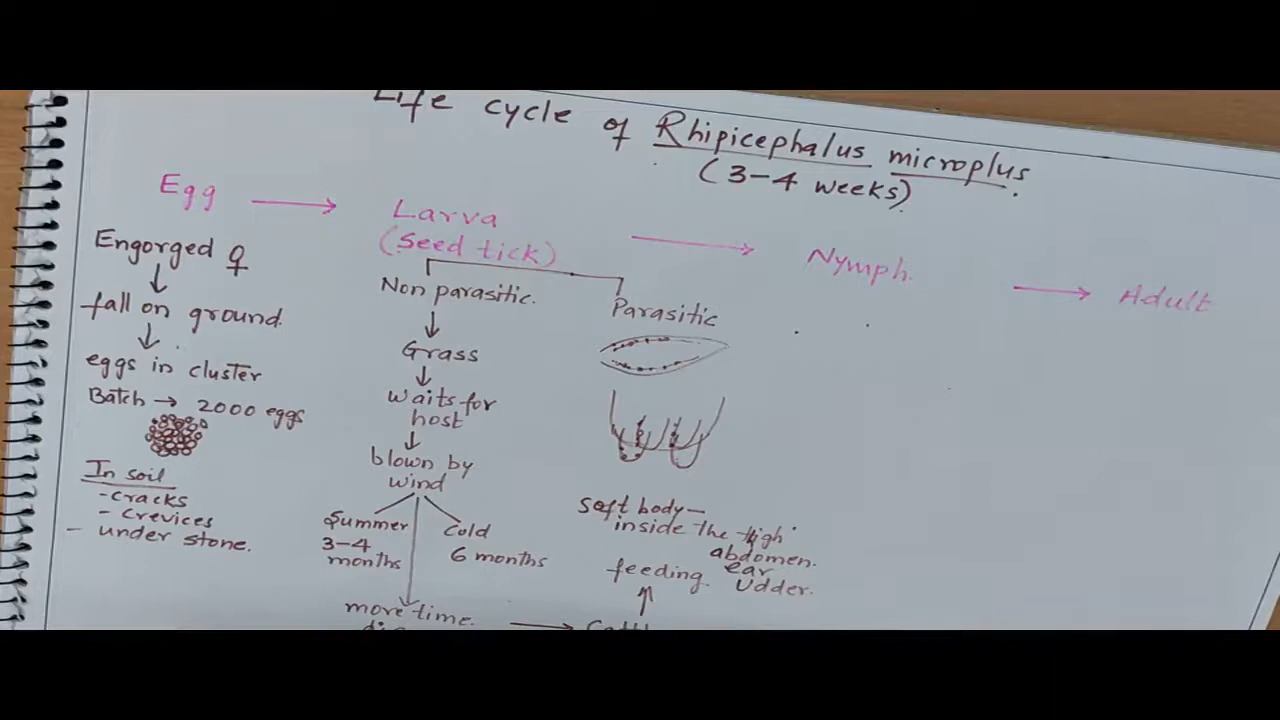 Life cycle of Rhipicephalus microplus.
(3-4 weeks)
Egg → Larva → Nymph. → Adult
(Seed tick)
Engorged ♀
↓
fall on ground.
↓
eggs in cluster
Batch → 2000 eggs
In soil
- Cracks
- Crevices
- under stone.
Non parasitic.
↓
Grass
↓
waits for
host
↓
blown by
wind
Summer
3-4
months
Cold
6 months
more time.
Parasitic
Soft body—
inside the thigh
abdomen.
ear
Udder.
feeding.
↑
→